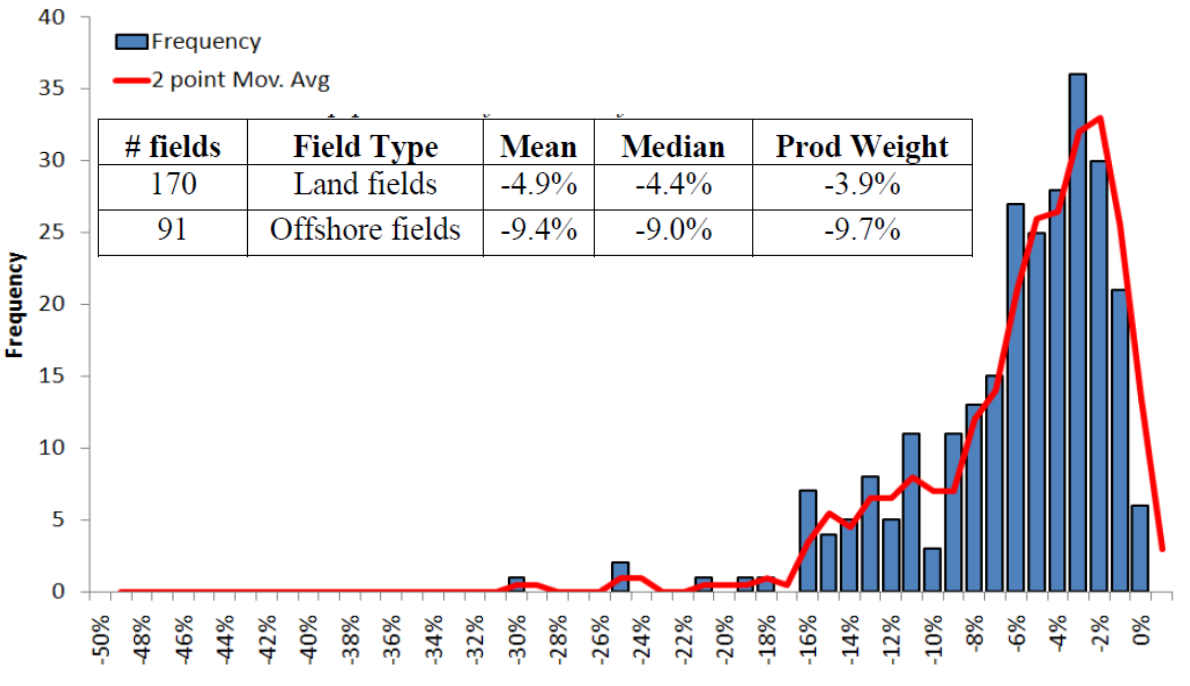 40
Frequency
2 point Mov. Avg
35
# fields Field Type Mean Median Prod Weight
30
170 Land fields -4.9% -4.4% -3.9%
91 Offshore fields -9.4% -9.0% -9.7%
25
20
15
10
5
0
Frequency
-50% -48% -46% -44% -42% -40% -38% -36% -34% -32% -30% -28% -26% -24% -22% -20% -18% -16% -14% -12% -10% -8% -6% -4% -2% 0%